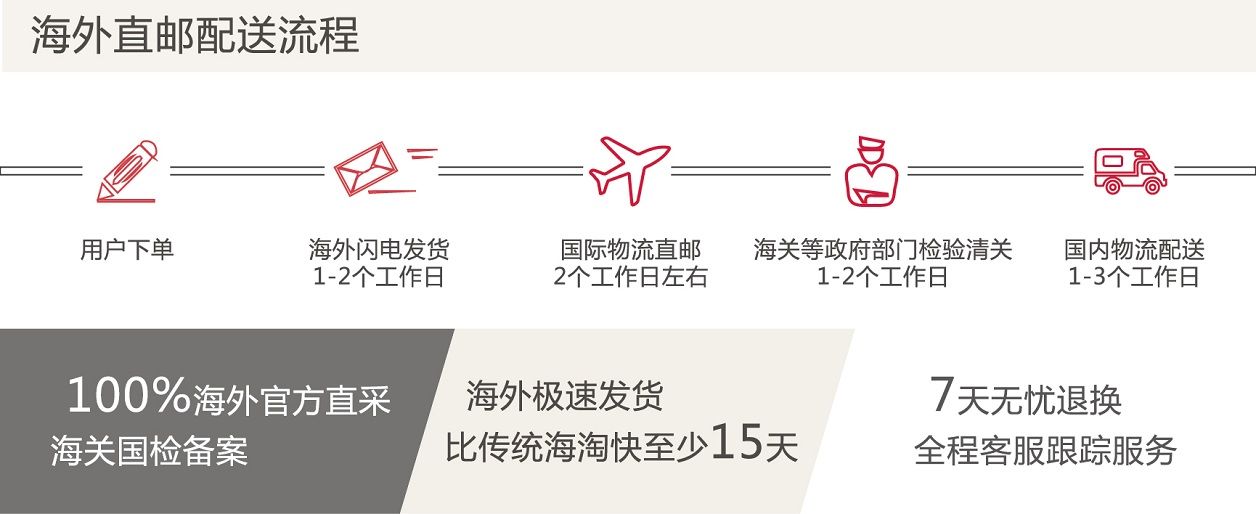 海外直邮配送流程
用户下单
海外闪电发货
1-2个工作日
国际物流直邮
2个工作日左右
海关等政府部门检验清关
1-2个工作日
国内物流配送
1-3个工作日
100%海外官方直采
海关国检备案
海外极速发货
比传统海淘快至少15天
7天无忧退换
全程客服跟踪服务